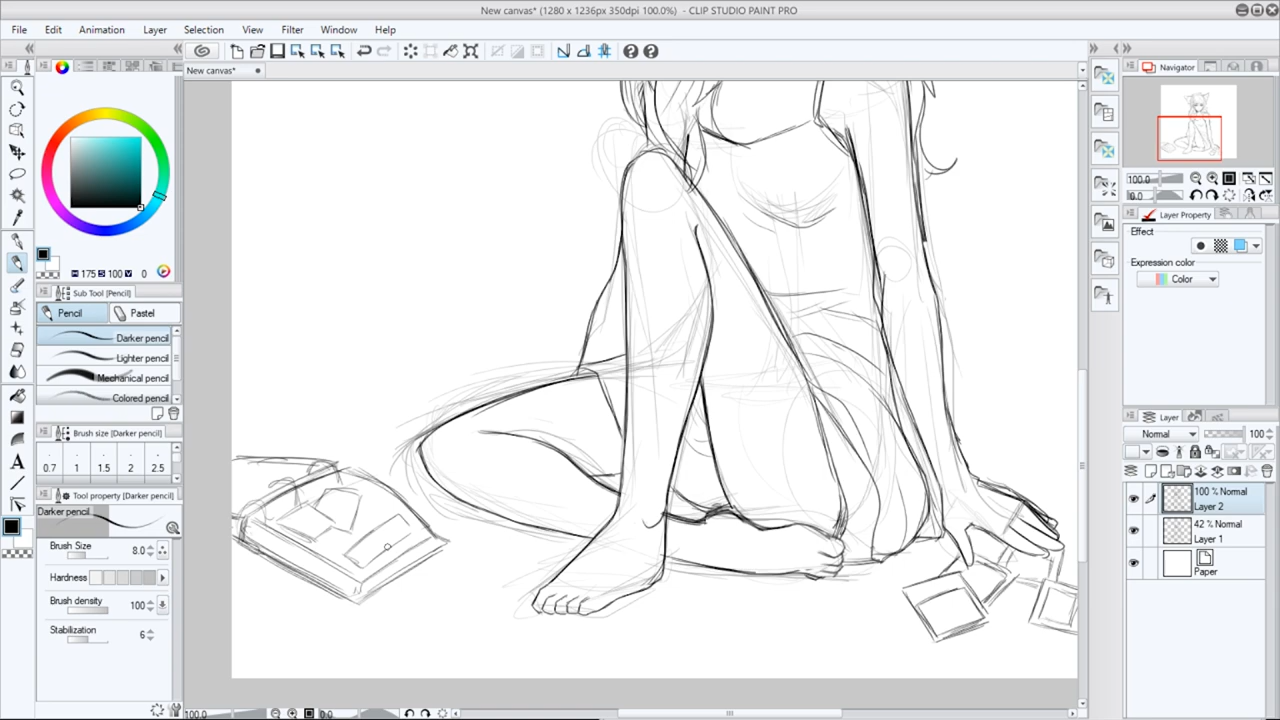 New canvas* (1280 x 1236px 350dpi 100.0%) - CLIP STUDIO PAINT PRO
File Edit Animation Layer Selection View Filter Window Help
New canvas*
Navigator
100.0
0.0
Layer Property
Effect
Expression color
Color
H 175 S 100 V 0
Sub Tool [Pencil]
Pencil Pastel
Darker pencil
Lighter pencil
Mechanical pencil
Colored pencil
Brush size [Darker pencil]
0.7 1 1.5 2 2.5
Tool property [Darker pencil]
Darker pencil
Brush Size 8.0
Hardness
Brush density 100
Stabilization 6
Layer
Normal 100
100 % Normal
Layer 2
42 % Normal
Layer 1
Paper
100.0 0.0